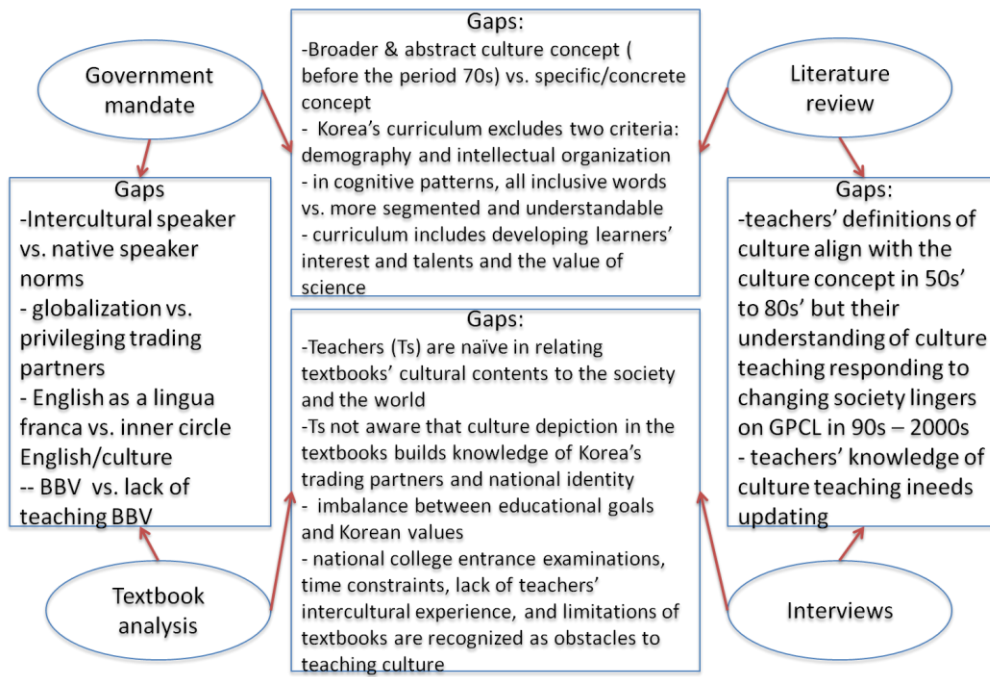 Government
mandate
Gaps:
-Broader & abstract culture concept (
before the period 70s) vs. specific/concrete
concept
- Korea's curriculum excludes two criteria:
demography and intellectual organization
- in cognitive patterns, all inclusive words
vs. more segmented and understandable
- curriculum includes developing learners'
interest and talents and the value of
science
Literature
review
Gaps
-Intercultural speaker
vs. native speaker
norms
- globalization vs.
privileging trading
partners
- English as a lingua
franca vs. inner circle
English/culture
-- BBV vs. lack of
teaching BBV
Gaps:
-Teachers (Ts) are naïve in relating
textbooks' cultural contents to the society
and the world
-Ts not aware that culture depiction in the
textbooks builds knowledge of Korea's
trading partners and national identity
- imbalance between educational goals
and Korean values
- national college entrance examinations,
time constraints, lack of teachers'
intercultural experience, and limitations of
textbooks are recognized as obstacles to
teaching culture
Gaps:
-teachers' definitions of
culture align with the
culture concept in 50s'
to 80s' but their
understanding of culture
teaching responding to
changing society lingers
on GPCL in 90s – 2000s
- teachers' knowledge of
culture teaching ineeds
updating
Textbook
analysis
Interviews